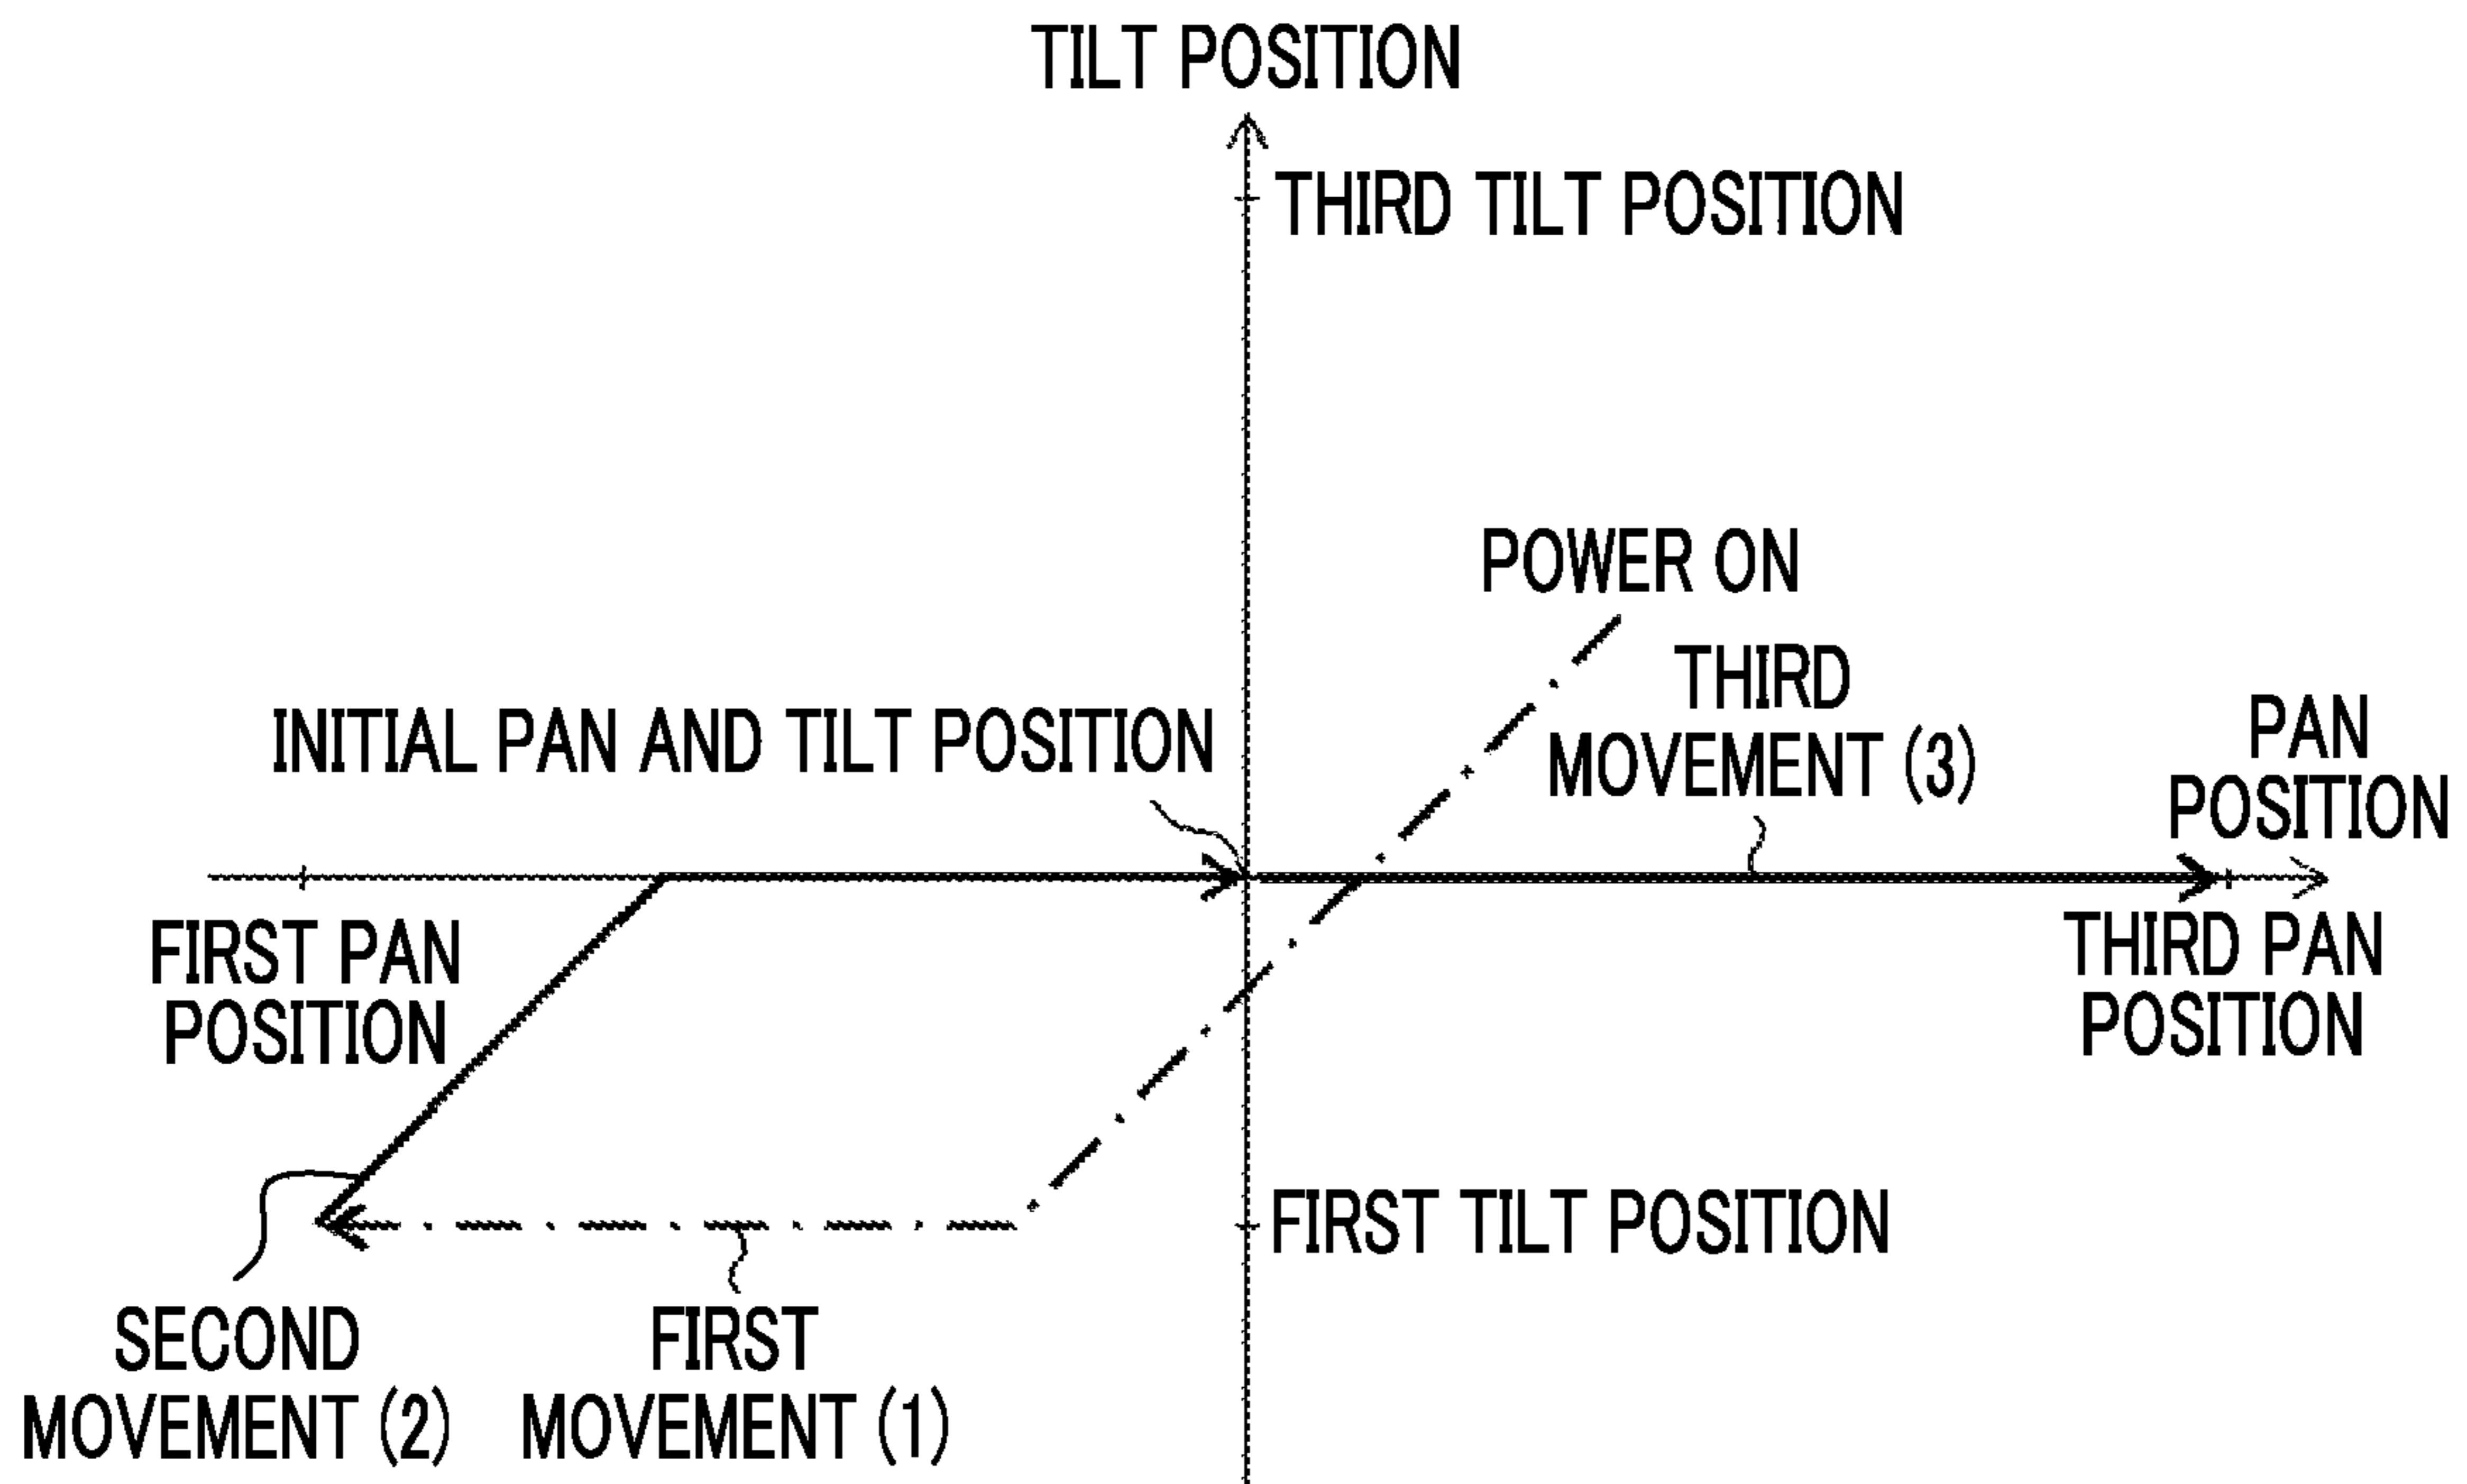 TILT POSITION
THIRD TILT POSITION
POWER ON
THIRD
MOVEMENT (3)
INITIAL PAN AND TILT POSITION
PAN
POSITION
FIRST PAN
POSITION
THIRD PAN
POSITION
FIRST TILT POSITION
SECOND
MOVEMENT (2)
FIRST
MOVEMENT (1)